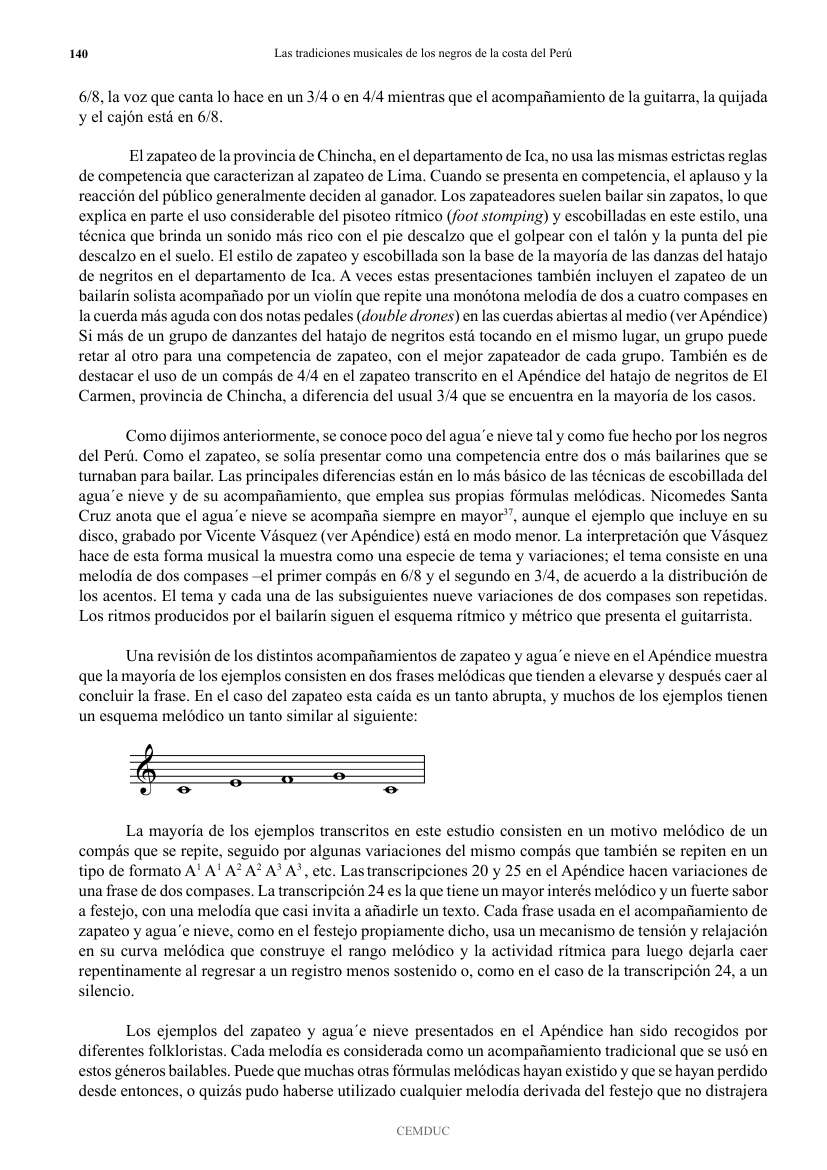 140
Las tradiciones musicales de los negros de la costa del Perú
6/8, la voz que canta lo hace en un 3/4 o en 4/4 mientras que el acompañamiento de la guitarra, la quijada
y el cajón está en 6/8.
El zapateo de la provincia de Chincha, en el departamento de Ica, no usa las mismas estrictas reglas
de competencia que caracterizan al zapateo de Lima. Cuando se presenta en competencia, el aplauso y la
reacción del público generalmente deciden al ganador. Los zapateadores suelen bailar sin zapatos, lo que
explica en parte el uso considerable del pisoteo rítmico (foot stomping) y escobilladas en este estilo, una
técnica que brinda un sonido más rico con el pie descalzo que el golpear con el talón y la punta del pie
descalzo en el suelo. El estilo de zapateo y escobillada son la base de la mayoría de las danzas del hatajo
de negritos en el departamento de Ica. A veces estas presentaciones también incluyen el zapateo de un
bailarín solista acompañado por un violín que repite una monótona melodía de dos a cuatro compases en
la cuerda más aguda con dos notas pedales (double drones) en las cuerdas abiertas al medio (ver Apéndice)
Si más de un grupo de danzantes del hatajo de negritos está tocando en el mismo lugar, un grupo puede
retar al otro para una competencia de zapateo, con el mejor zapateador de cada grupo. También es de
destacar el uso de un compás de 4/4 en el zapateo transcrito en el Apéndice del hatajo de negritos de El
Carmen, provincia de Chincha, a diferencia del usual 3/4 que se encuentra en la mayoría de los casos.
Como dijimos anteriormente, se conoce poco del agua´e nieve tal y como fue hecho por los negros
del Perú. Como el zapateo, se solía presentar como una competencia entre dos o más bailarines que se
turnaban para bailar. Las principales diferencias están en lo más básico de las técnicas de escobillada del
agua´e nieve y de su acompañamiento, que emplea sus propias fórmulas melódicas. Nicomedes Santa
Cruz anota que el agua´e nieve se acompaña siempre en mayor³⁷, aunque el ejemplo que incluye en su
disco, grabado por Vicente Vásquez (ver Apéndice) está en modo menor. La interpretación que Vásquez
hace de esta forma musical la muestra como una especie de tema y variaciones; el tema consiste en una
melodía de dos compases –el primer compás en 6/8 y el segundo en 3/4, de acuerdo a la distribución de
los acentos. El tema y cada una de las subsiguientes nueve variaciones de dos compases son repetidas.
Los ritmos producidos por el bailarín siguen el esquema rítmico y métrico que presenta el guitarrista.
Una revisión de los distintos acompañamientos de zapateo y agua´e nieve en el Apéndice muestra
que la mayoría de los ejemplos consisten en dos frases melódicas que tienden a elevarse y después caer al
concluir la frase. En el caso del zapateo esta caída es un tanto abrupta, y muchos de los ejemplos tienen
un esquema melódico un tanto similar al siguiente:
La mayoría de los ejemplos transcritos en este estudio consisten en un motivo melódico de un
compás que se repite, seguido por algunas variaciones del mismo compás que también se repiten en un
tipo de formato A¹ A¹ A² A² A³ A³ , etc. Las transcripciones 20 y 25 en el Apéndice hacen variaciones de
una frase de dos compases. La transcripción 24 es la que tiene un mayor interés melódico y un fuerte sabor
a festejo, con una melodía que casi invita a añadirle un texto. Cada frase usada en el acompañamiento de
zapateo y agua´e nieve, como en el festejo propiamente dicho, usa un mecanismo de tensión y relajación
en su curva melódica que construye el rango melódico y la actividad rítmica para luego dejarla caer
repentinamente al regresar a un registro menos sostenido o, como en el caso de la transcripción 24, a un
silencio.
Los ejemplos del zapateo y agua´e nieve presentados en el Apéndice han sido recogidos por
diferentes folkloristas. Cada melodía es considerada como un acompañamiento tradicional que se usó en
estos géneros bailables. Puede que muchas otras fórmulas melódicas hayan existido y que se hayan perdido
desde entonces, o quizás pudo haberse utilizado cualquier melodía derivada del festejo que no distrajera
CEMDUC